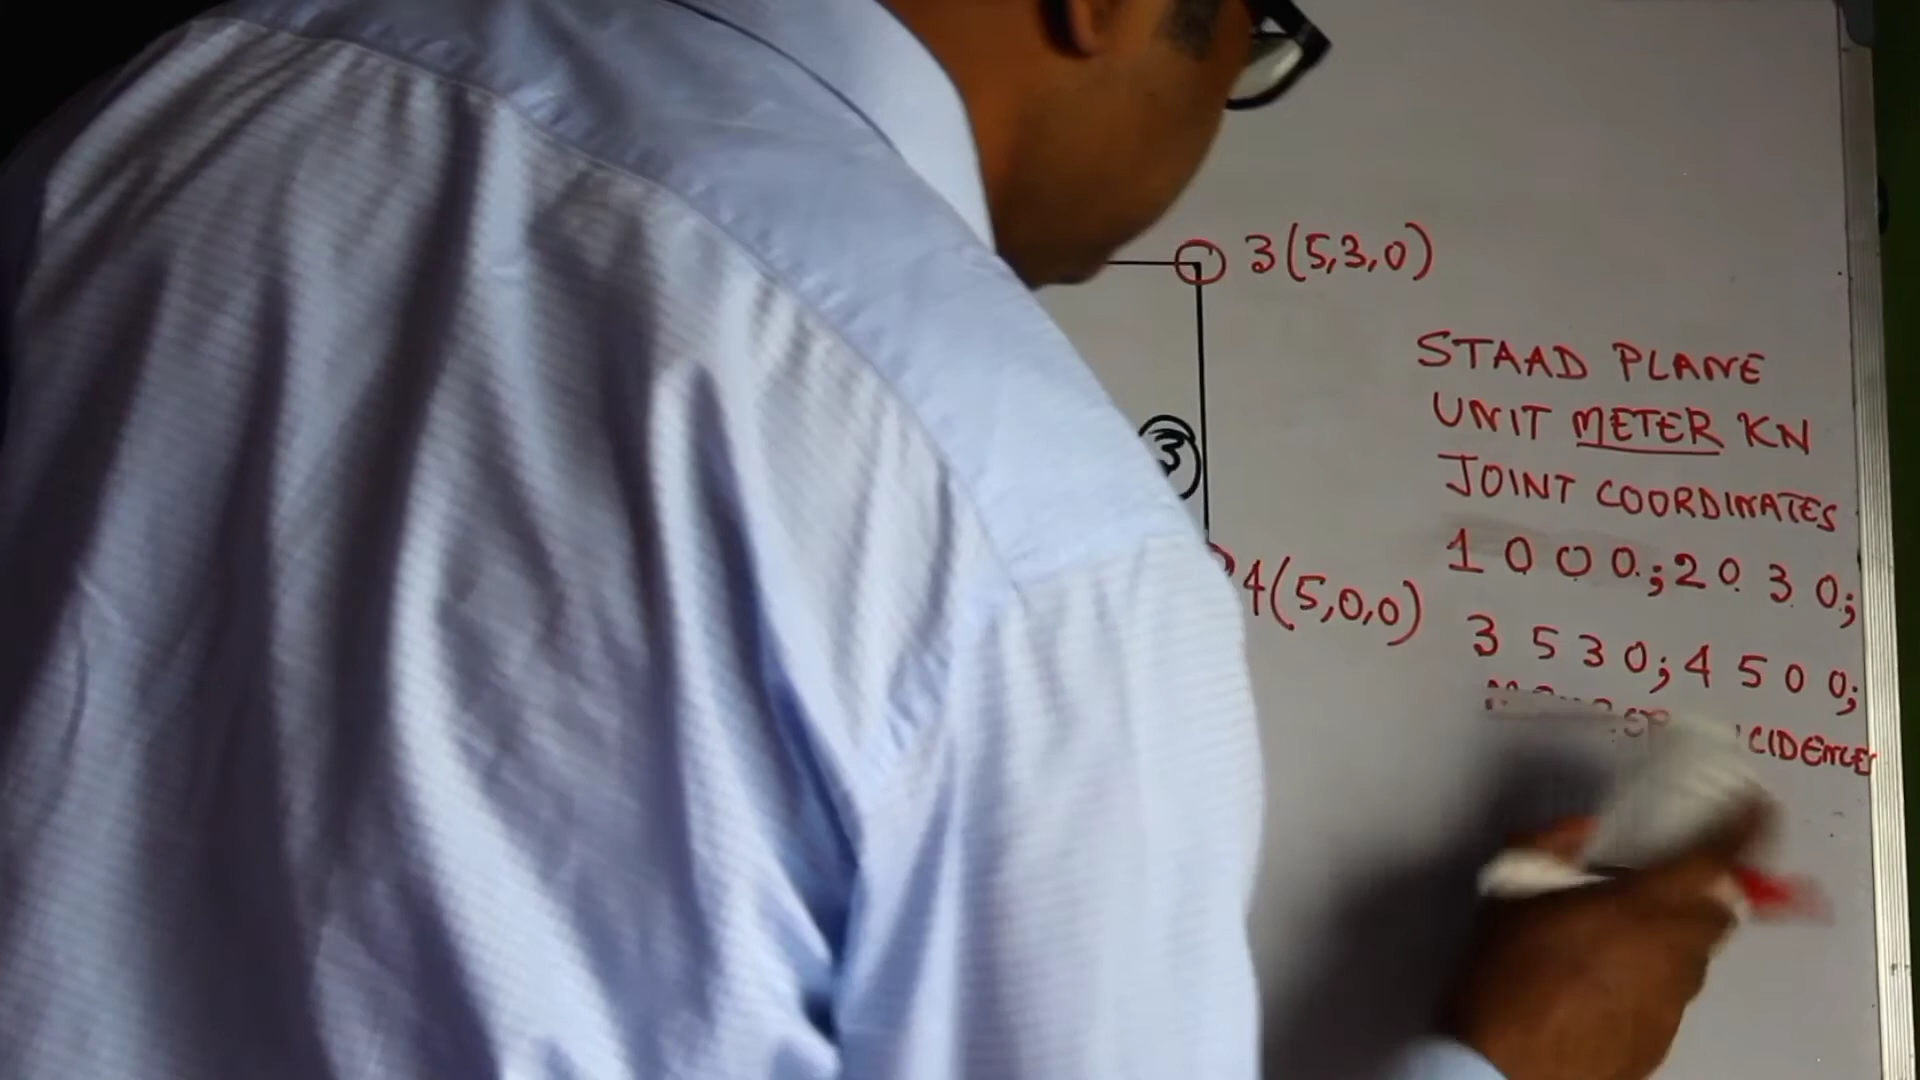 3(5,3,0)
3
4(5,0,0)
STAAD PLANE
UNIT METER KN
JOINT COORDINATES
1 0 0 0;2 0 3 0;
3 5 3 0;4 5 0 0;
CIDENCES